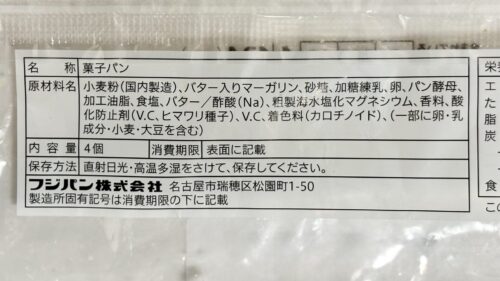 名　称　菓子パン
原材料名　小麦粉（国内製造）、バター入りマーガリン、砂糖、加糖練乳、卵、パン酵母、
加工油脂、食塩、バター／酢酸（Na）、粗製海水塩化マグネシウム、香料、酸
化防止剤（V.E、ヒマワリ種子）、V.C、着色料（カロチノイド）、（一部に卵・乳
成分・小麦・大豆を含む）
内容量　4個　消費期限　表面に記載
保存方法　直射日光・高温多湿をさけて、保存してください。
フジパン株式会社　名古屋市瑞穂区松園町1-50
製造所固有記号は消費期限の下に記載
栄
エ
た
脂
炭
食
こ